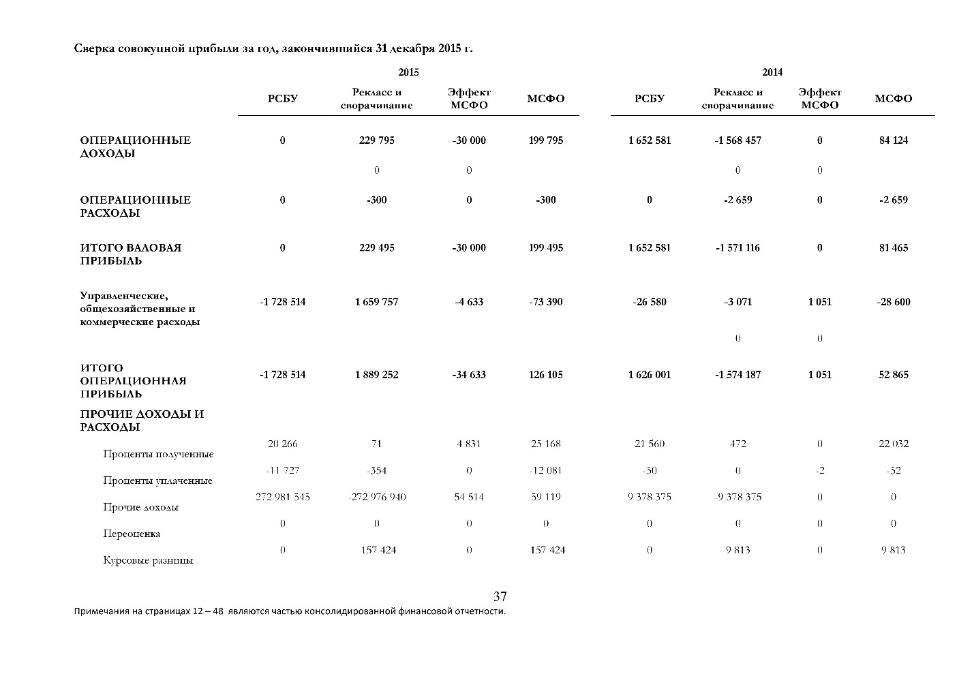 Сверка совокупной прибыли за год, закончившийся 31 декабря 2015 г.
2015 2014
РСБУ Рекласс и сворачивание Эффект МСФО МСФО РСБУ Рекласс и сворачивание Эффект МСФО МСФО
ОПЕРАЦИОННЫЕ 0 229 795 -30 000 199 795 1 652 581 -1 568 457 0 84 124
ДОХОДЫ
0 0 0 0
ОПЕРАЦИОННЫЕ 0 -300 0 -300 0 -2 659 0 -2 659
РАСХОДЫ
ИТОГО ВАЛОВАЯ 0 229 495 -30 000 199 495 1 652 581 -1 571 116 0 81 465
ПРИБЫЛЬ
Управленческие,
общехозяйственные и -1 728 514 1 659 757 -4 633 -73 390 -26 580 -3 071 1 051 -28 600
коммерческие расходы
0 0
ИТОГО
ОПЕРАЦИОННАЯ -1 728 514 1 889 252 -34 633 126 105 1 626 001 -1 574 187 1 051 52 865
ПРИБЫЛЬ
ПРОЧИЕ ДОХОДЫ И
РАСХОДЫ
Проценты полученные 20 266 71 4 831 25 168 21 560 472 0 22 032
Проценты уплаченные -11 727 -354 0 -12 081 -50 0 -2 -52
Прочие доходы 272 981 545 -272 976 940 54 514 59 119 9 378 375 -9 378 375 0 0
Переоценка 0 0 0 0 0 0 0 0
Курсовые разницы 0 157 424 0 157 424 0 9 813 0 9 813
37
Примечания на страницах 12 – 48 являются частью консолидированной финансовой отчетности.